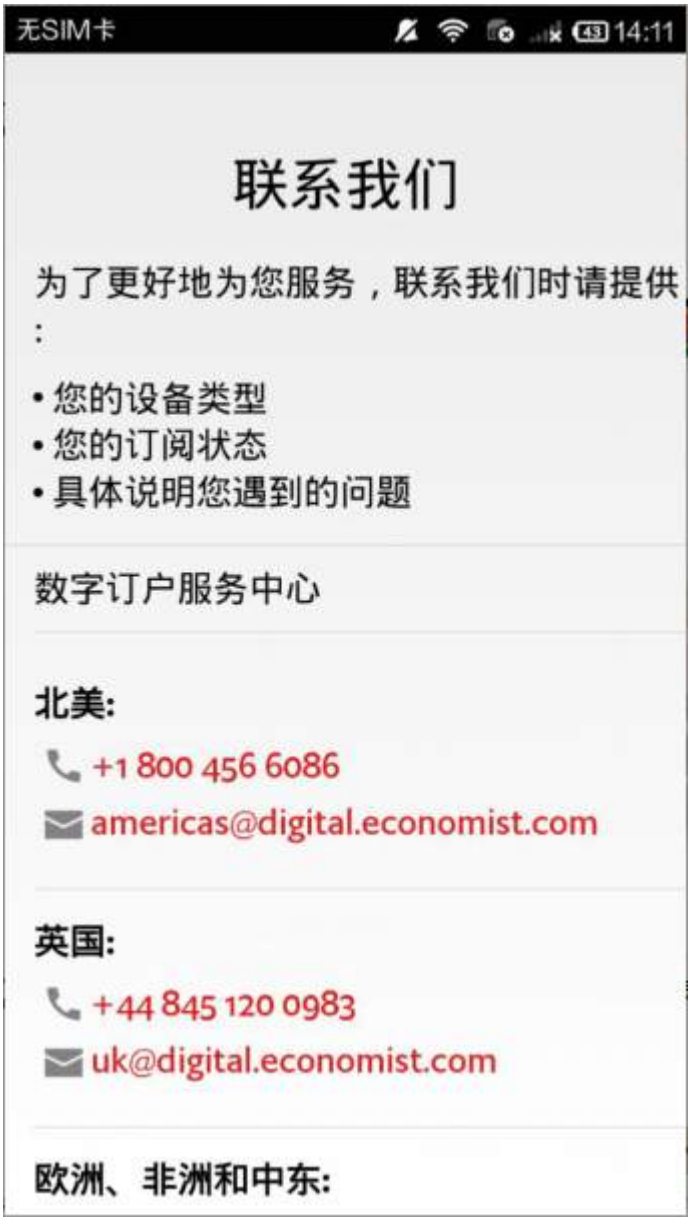 无SIM卡 43 14:11
联系我们
为了更好地为您服务，联系我们时请提供
：
• 您的设备类型
• 您的订阅状态
• 具体说明您遇到的问题
数字订户服务中心
北美:
+1 800 456 6086
americas@digital.economist.com
英国:
+44 845 120 0983
uk@digital.economist.com
欧洲、非洲和中东: